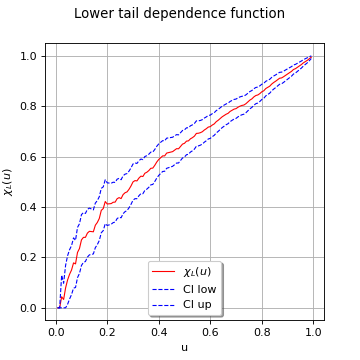 Lower tail dependence function
1.0
0.8
0.6
0.4
0.2
0.0
χL(u)
χL(u)
CI low
CI up
0.0 0.2 0.4 0.6 0.8 1.0
u